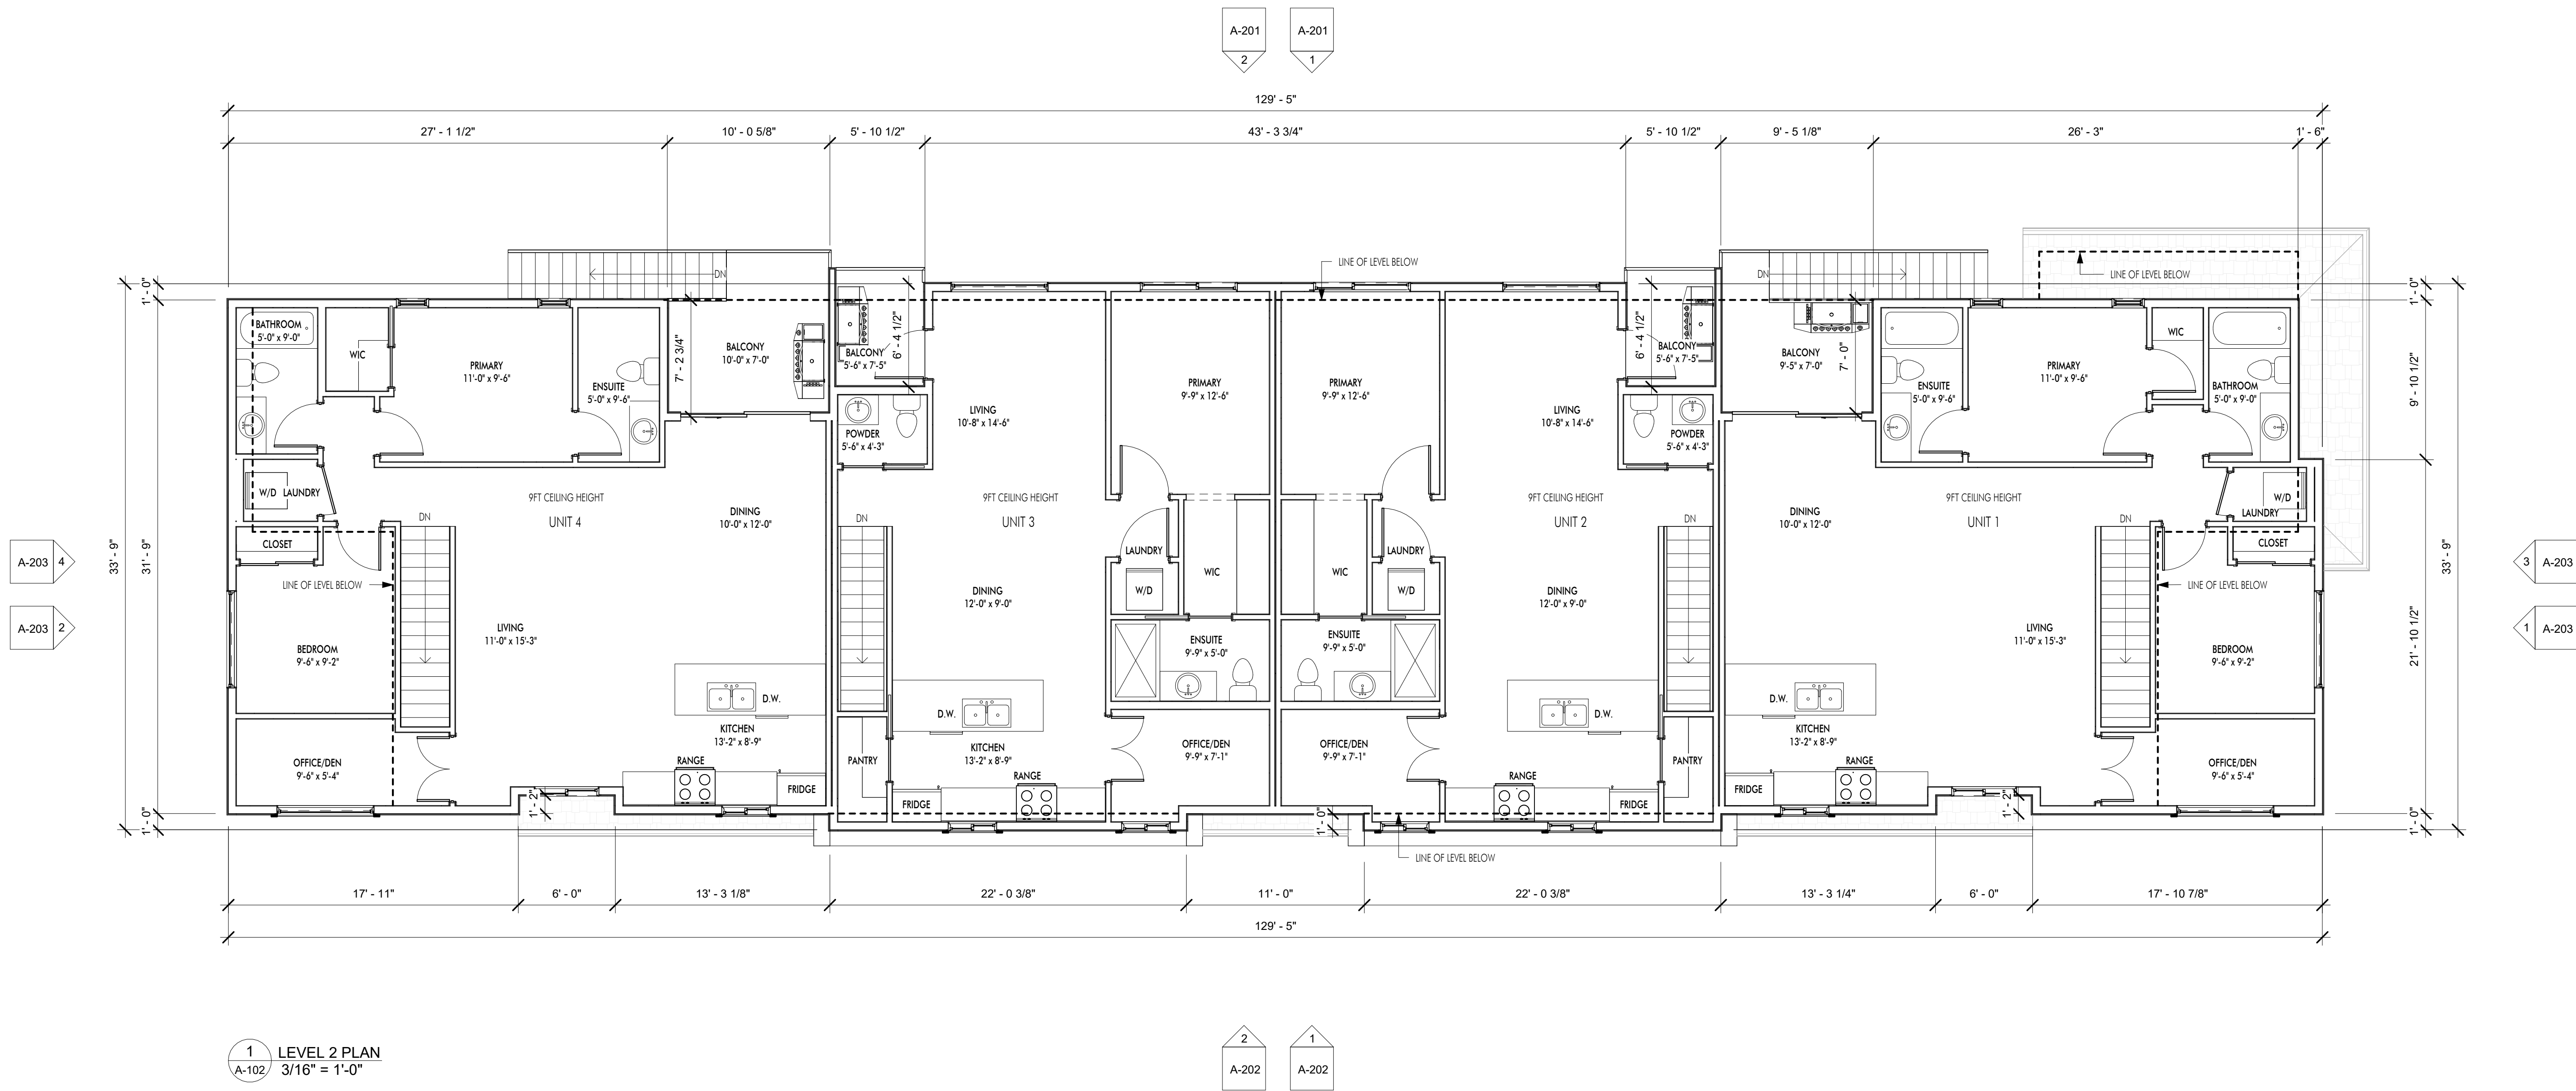 A-201
A-201
2
1
129' - 5"
27' - 1 1/2"
10' - 0 5/8"
5' - 10 1/2"
43' - 3 3/4"
5' - 10 1/2"
9' - 5 1/8"
26' - 3"
1' - 6"
LINE OF LEVEL BELOW
LINE OF LEVEL BELOW
DN
DN
1' - 0"
1' - 0"
BATHROOM
5'-0" x 9'-0"
WIC
PRIMARY
11'-0" x 9'-6"
ENSUITE
5'-0" x 9'-6"
7' - 2 3/4"
BALCONY
10'-0" x 7'-0"
BALCONY
5'-6" x 7'-5"
6' - 4 1/2"
LIVING
10'-8" x 14'-6"
PRIMARY
9'-9" x 12'-6"
PRIMARY
9'-9" x 12'-6"
LIVING
10'-8" x 14'-6"
6' - 4 1/2"
BALCONY
5'-6" x 7'-5"
BALCONY
9'-5" x 7'-0"
7' - 0"
ENSUITE
5'-0" x 9'-6"
PRIMARY
11'-0" x 9'-6"
WIC
BATHROOM
5'-0" x 9'-0"
9' - 10 1/2"
POWDER
5'-6" x 4'-3"
POWDER
5'-6" x 4'-3"
W/D LAUNDRY
9FT CEILING HEIGHT
UNIT 4
DINING
10'-0" x 12'-0"
9FT CEILING HEIGHT
UNIT 3
9FT CEILING HEIGHT
UNIT 2
DINING
10'-0" x 12'-0"
9FT CEILING HEIGHT
UNIT 1
W/D
LAUNDRY
DN
DN
DN
DN
CLOSET
LAUNDRY
LAUNDRY
CLOSET
A-203
4
33' - 9"
31' - 9"
LINE OF LEVEL BELOW
WIC
WIC
LINE OF LEVEL BELOW
33' - 9"
3
A-203
DINING
12'-0" x 9'-0"
W/D
W/D
DINING
12'-0" x 9'-0"
A-203
2
LIVING
11'-0" x 15'-3"
BEDROOM
9'-6" x 9'-2"
ENSUITE
9'-9" x 5'-0"
ENSUITE
9'-9" x 5'-0"
LIVING
11'-0" x 15'-3"
BEDROOM
9'-6" x 9'-2"
21' - 10 1/2"
1
A-203
D.W.
D.W.
D.W.
D.W.
KITCHEN
13'-2" x 8'-9"
KITCHEN
13'-2" x 8'-9"
OFFICE/DEN
9'-9" x 7'-1"
OFFICE/DEN
9'-9" x 7'-1"
KITCHEN
13'-2" x 8'-9"
KITCHEN
13'-2" x 8'-9"
OFFICE/DEN
9'-6" x 5'-4"
RANGE
FRIDGE
PANTRY
FRIDGE
RANGE
RANGE
FRIDGE
PANTRY
FRIDGE
RANGE
OFFICE/DEN
9'-6" x 5'-4"
1' - 0"
1' - 2"
1' - 0"
1' - 2"
1' - 0"
LINE OF LEVEL BELOW
17' - 11"
6' - 0"
13' - 3 1/8"
22' - 0 3/8"
11' - 0"
22' - 0 3/8"
13' - 3 1/4"
6' - 0"
17' - 10 7/8"
129' - 5"
1
A-102
LEVEL 2 PLAN
3/16" = 1'-0"
2
1
A-202
A-202